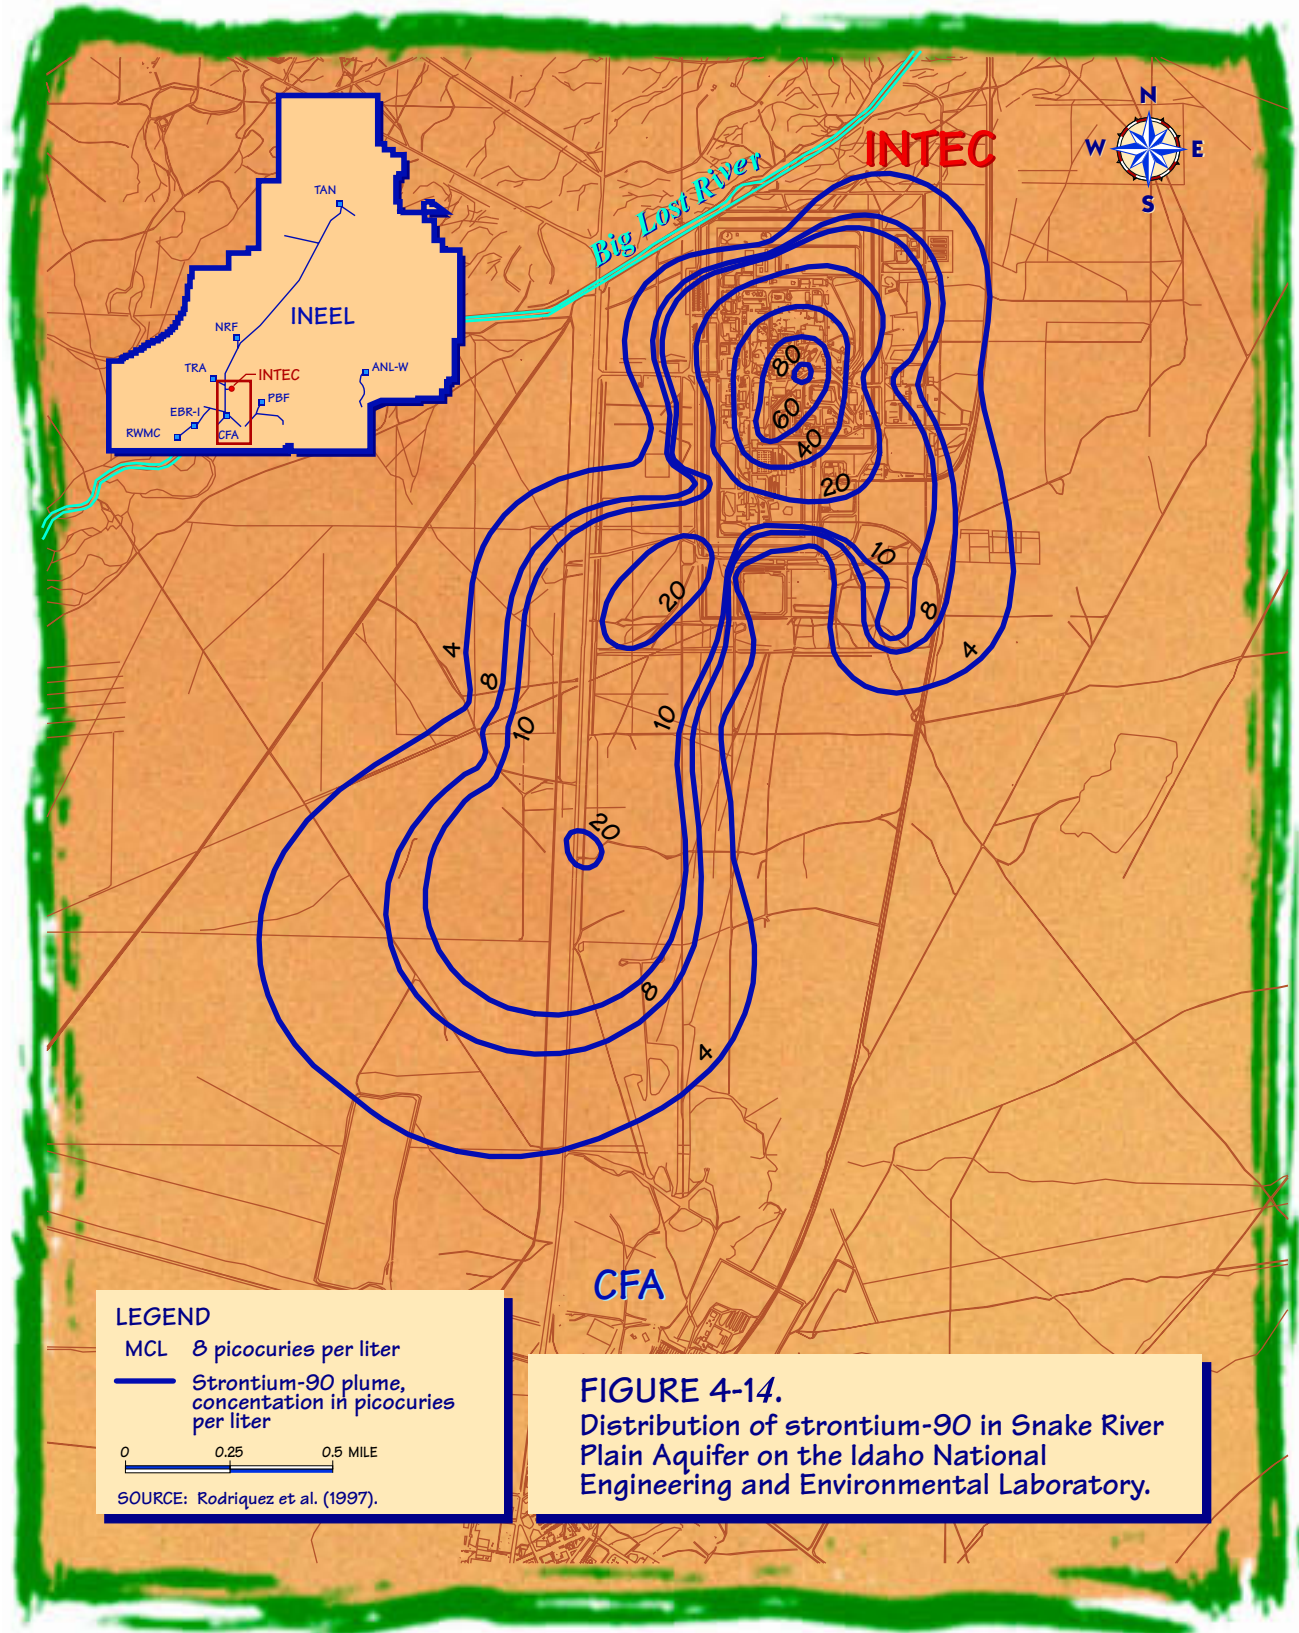 N
W
E
S
INTEC
Big Lost River
TAN
INEEL
NRF
TRA
INTEC
ANL-W
PBF
EBR-I
RWMC
CFA
80
60
40
20
10
20
8
4
4
8
10
10
20
8
4
CFA
LEGEND
MCL 8 picocuries per liter
Strontium-90 plume,
concentation in picocuries
per liter
0 0.25 0.5 MILE
SOURCE: Rodriquez et al. (1997).
FIGURE 4-14.
Distribution of strontium-90 in Snake River
Plain Aquifer on the Idaho National
Engineering and Environmental Laboratory.